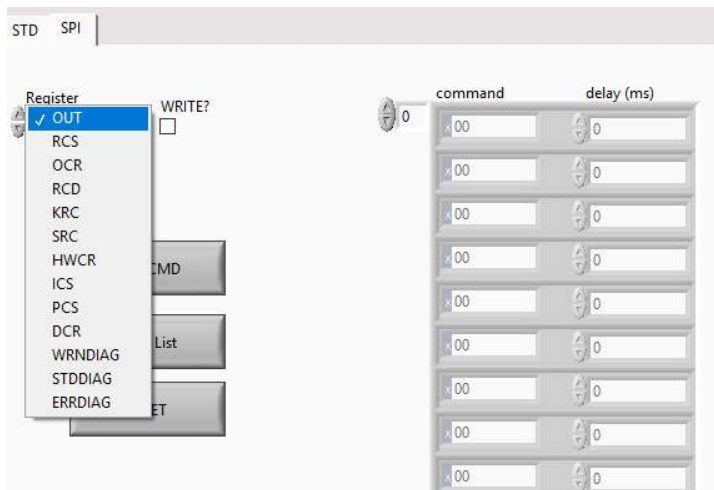 STD SPI
Register
WRITE?
✓ OUT
RCS
OCR
RCD
KRC
SRC
HWCR
ICS
PCS
DCR
WRNDIAG
STDDIAG
ERRDIAG
CMD
List
ET
command delay (ms)
0 x 00 0
x 00 0
x 00 0
x 00 0
x 00 0
x 00 0
x 00 0
x 00 0
x 00 0